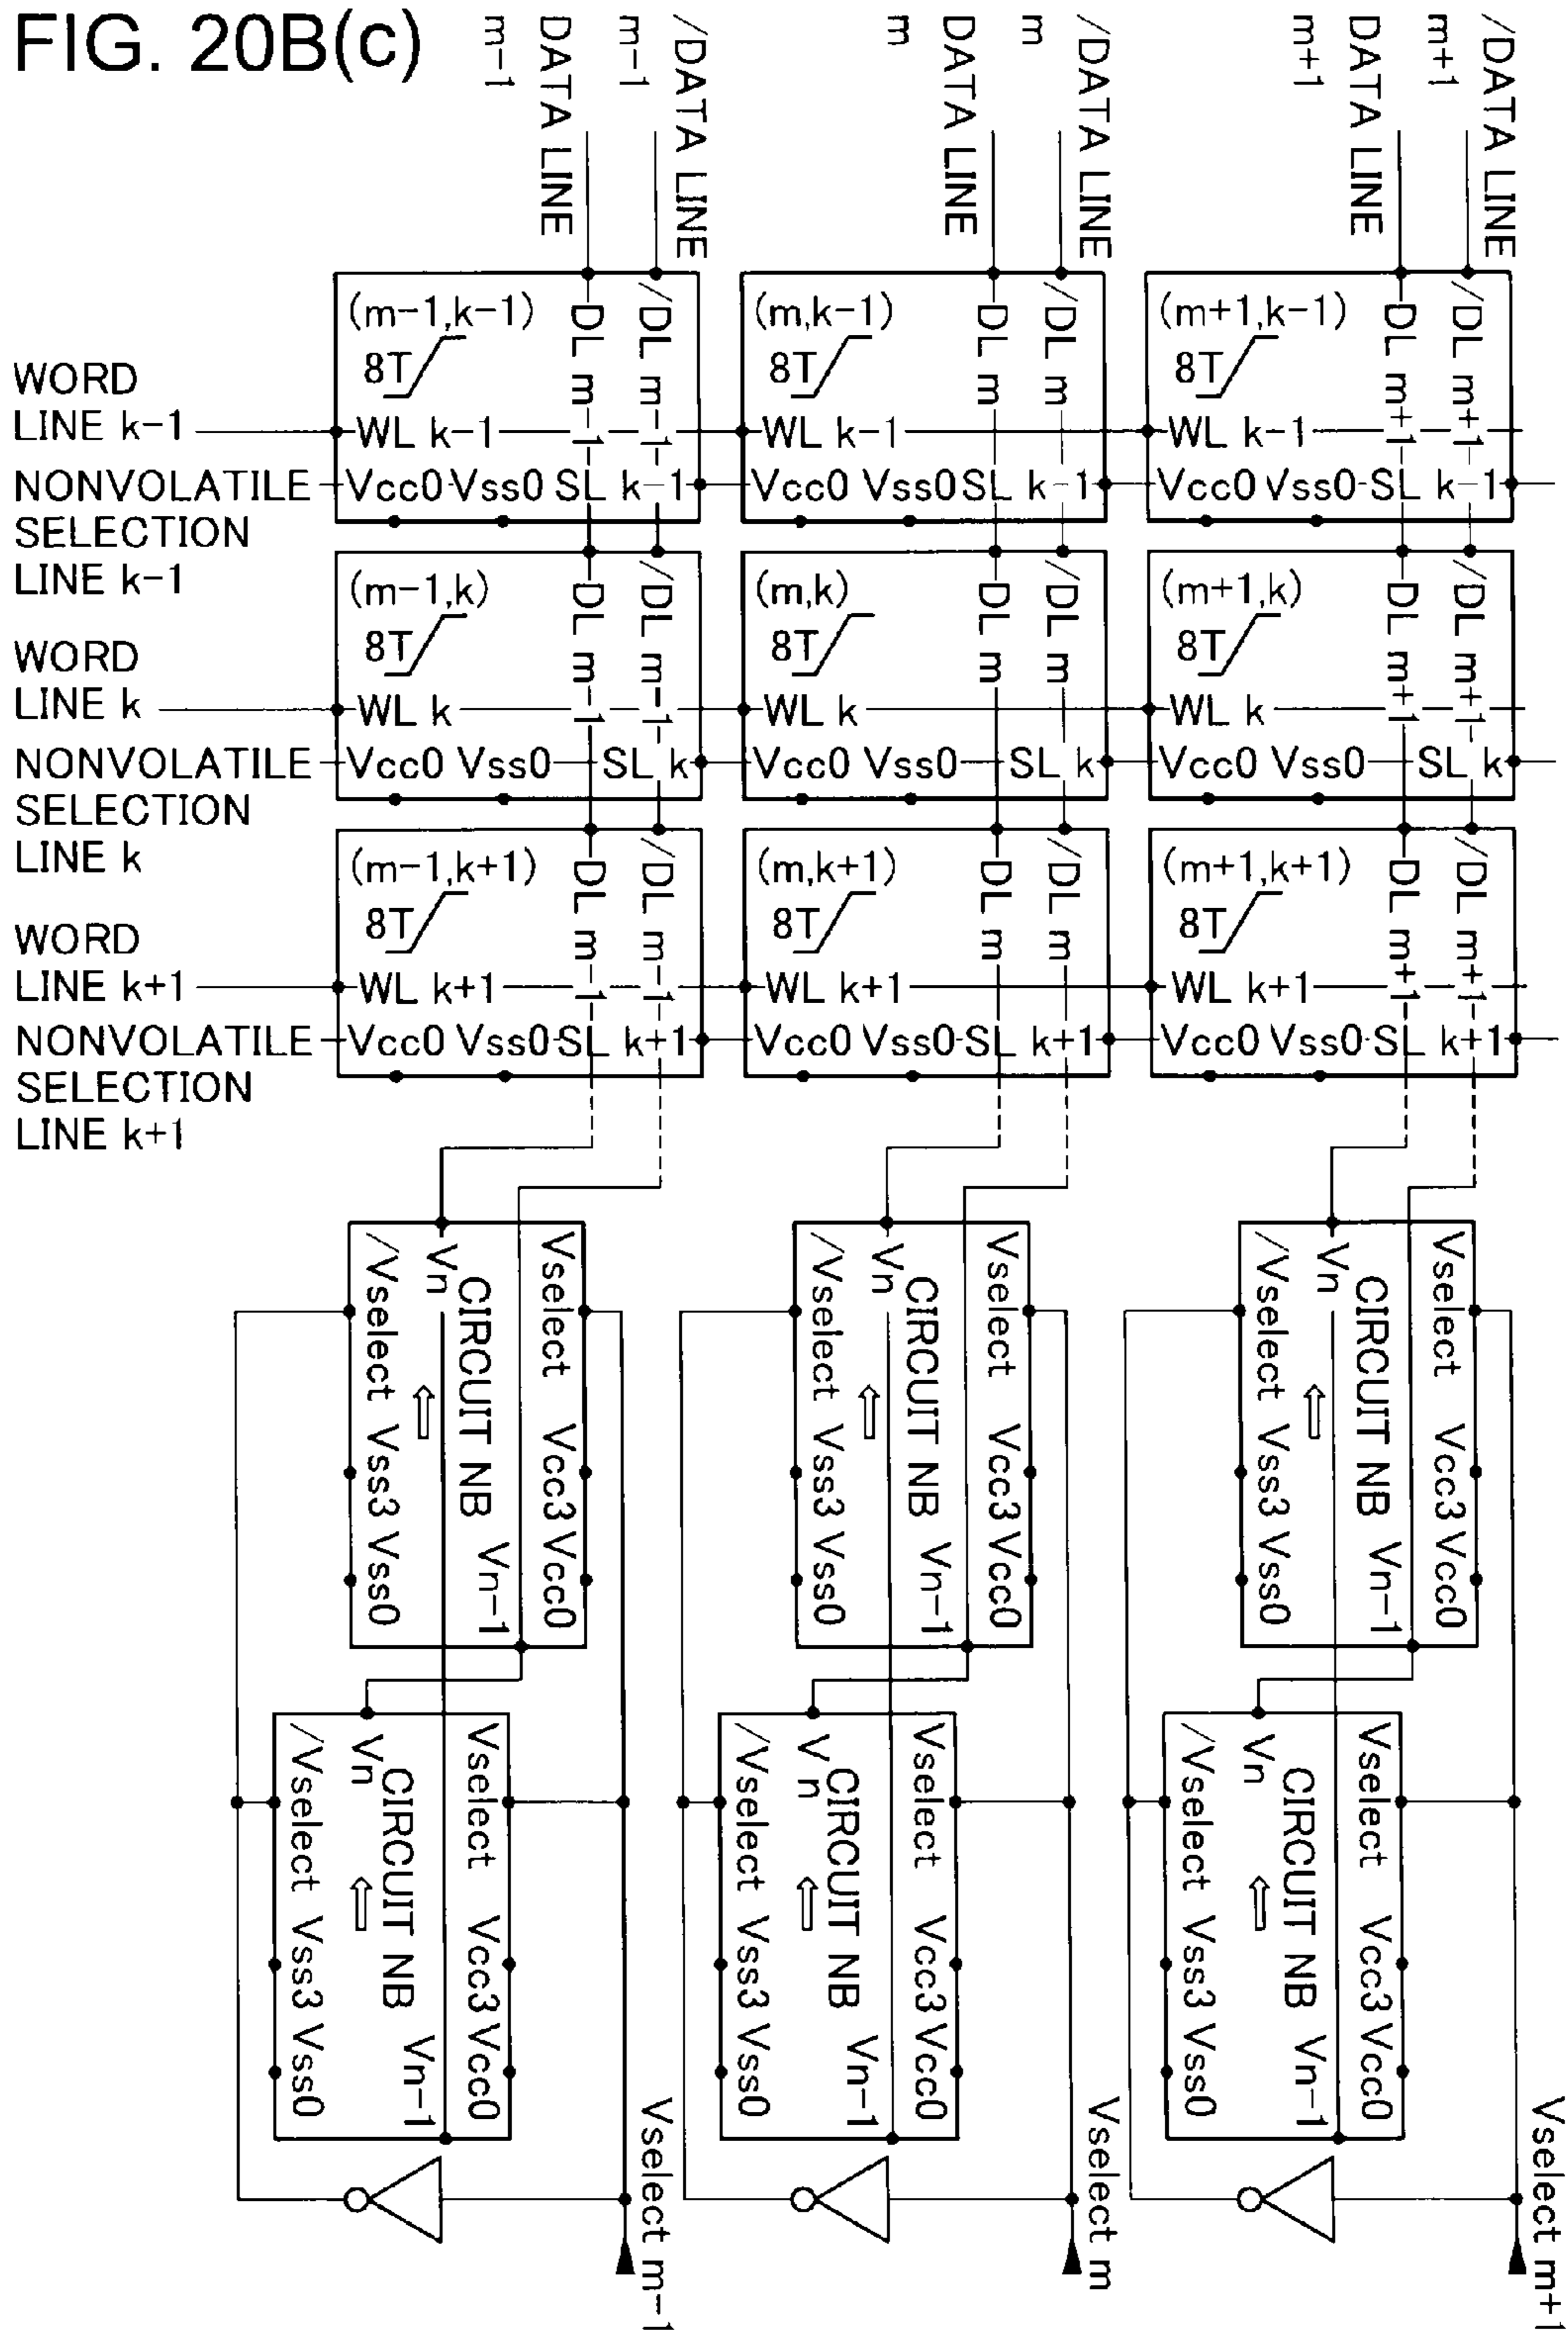 FIG. 20B(c)
DATA LINE
m-1
/DATA LINE
m-1
DATA LINE
m
/DATA LINE
m
DATA LINE
m+1
/DATA LINE
m+1
WORD
LINE k-1
NONVOLATILE
SELECTION
LINE k-1
(m-1,k-1)
8T
DL m-1
/DL m-1
WL k-1
Vcc0 Vss0 SL k-1
(m,k-1)
8T
DL m
/DL m
WL k-1
Vcc0 Vss0 SL k-1
(m+1,k-1)
8T
DL m+1
/DL m+1
WL k-1
Vcc0 Vss0 SL k-1
WORD
LINE k
NONVOLATILE
SELECTION
LINE k
(m-1,k)
8T
DL m-1
/DL m-1
WL k
Vcc0 Vss0 SL k
(m,k)
8T
DL m
/DL m
WL k
Vcc0 Vss0 SL k
(m+1,k)
8T
DL m+1
/DL m+1
WL k
Vcc0 Vss0 SL k
WORD
LINE k+1
NONVOLATILE
SELECTION
LINE k+1
(m-1,k+1)
8T
DL m-1
/DL m-1
WL k+1
Vcc0 Vss0 SL k+1
(m,k+1)
8T
DL m
/DL m
WL k+1
Vcc0 Vss0 SL k+1
(m+1,k+1)
8T
DL m+1
/DL m+1
WL k+1
Vcc0 Vss0 SL k+1
Vselect Vcc3 Vcc0
CIRCUIT NB
Vn
Vn-1
/Vselect Vss3 Vss0
Vselect Vcc3 Vcc0
CIRCUIT NB
Vn
Vn-1
/Vselect Vss3 Vss0
Vselect Vcc3 Vcc0
CIRCUIT NB
Vn
Vn-1
/Vselect Vss3 Vss0
Vselect Vcc3 Vcc0
CIRCUIT NB
Vn
Vn-1
/Vselect Vss3 Vss0
Vselect Vcc3 Vcc0
CIRCUIT NB
Vn
Vn-1
/Vselect Vss3 Vss0
Vselect Vcc3 Vcc0
CIRCUIT NB
Vn
Vn-1
/Vselect Vss3 Vss0
Vselect m-1
Vselect m
Vselect m+1